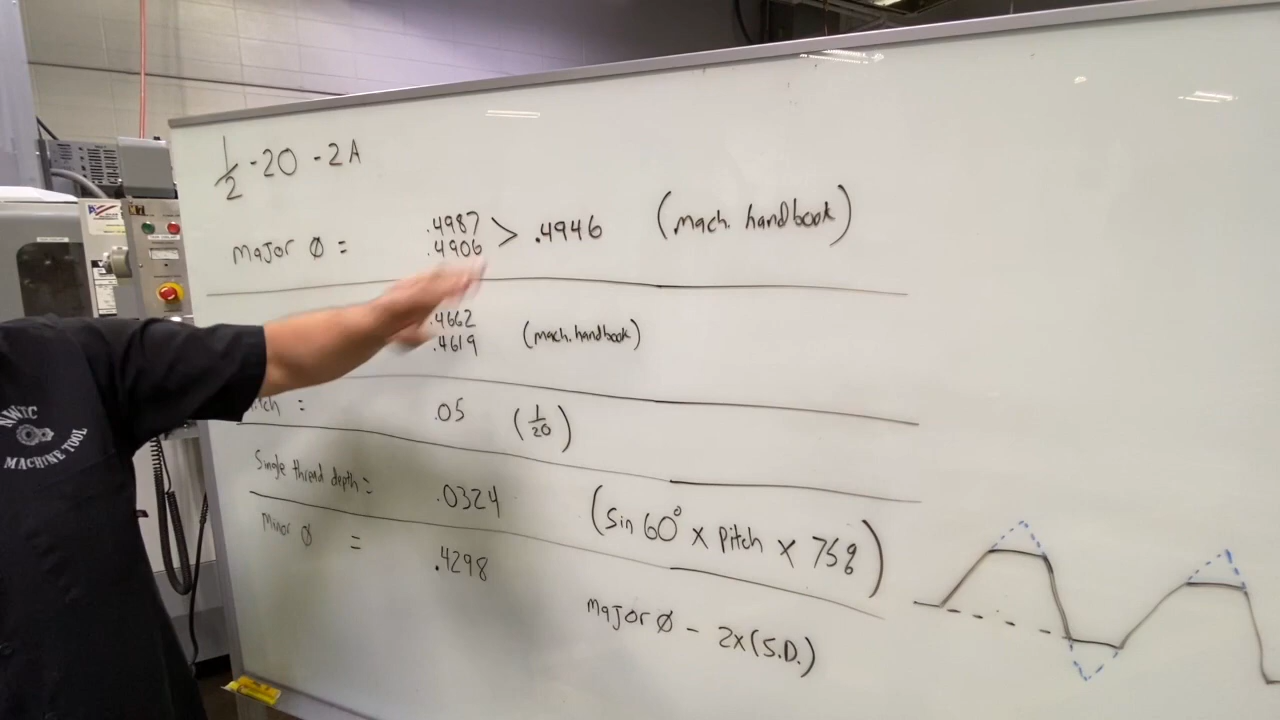 1/2 -20 -2A
major Ø = .4987 > .4946 (mach. handbook)
.4906
.4662 (mach. handbook)
.4619
itch = .05 (1/20)
Single thread depth = .0324 (Sin 60° x Pitch x 75%)
minor Ø = .4298
major Ø - 2x(S.D.)
NWTC
MACHINE TOOL